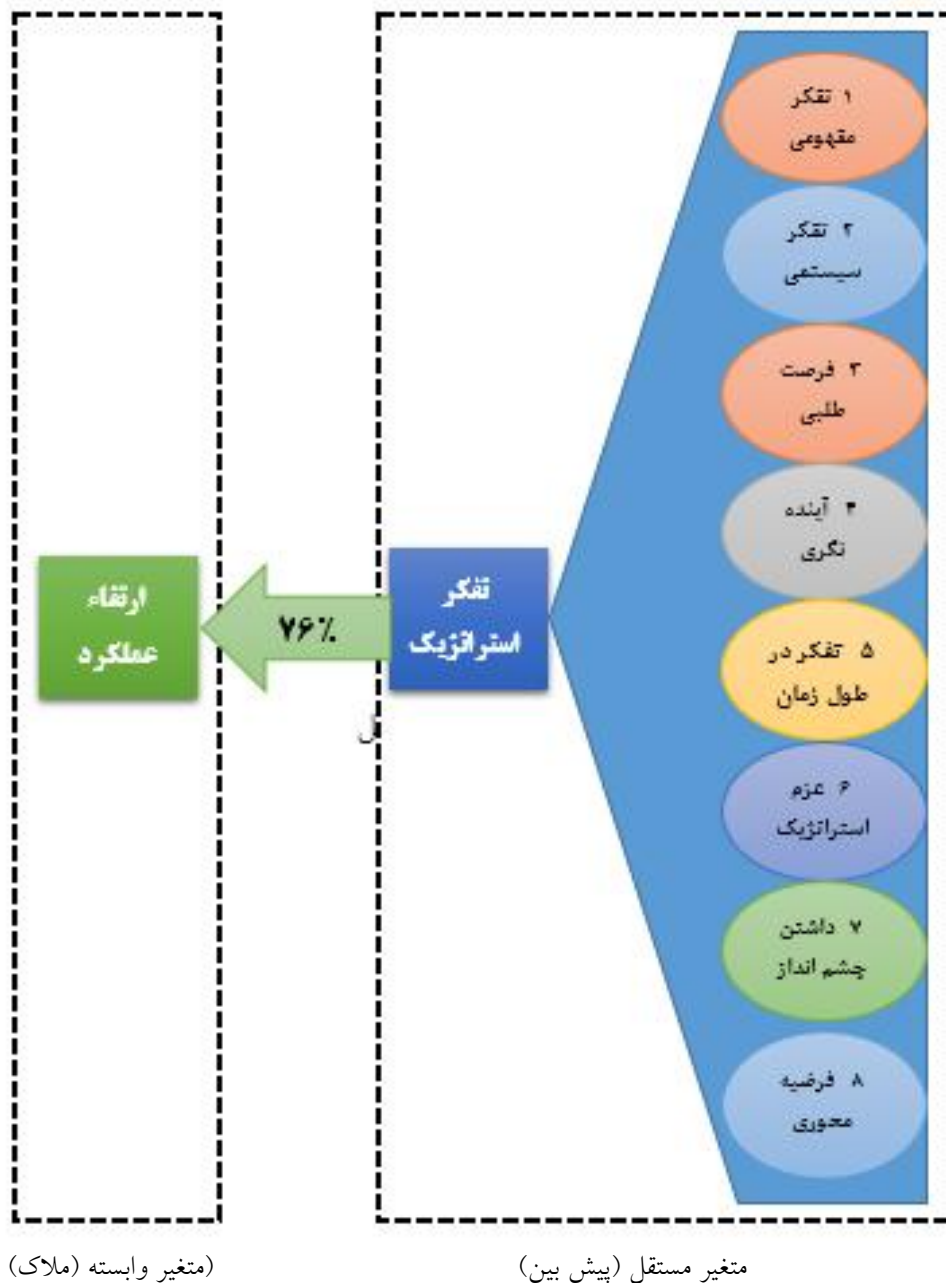 ۱ تفکر
مفهومی
۲ تفکر
سیستمی
۳ فرصت
طلبی
۴ آینده
نگری
۵ تفکر در
طول زمان
۶ عزم
استراتژیک
۷ داشتن
چشم انداز
۸ فرضیه
محوری
تفکر
استراتژیک
۷۶٪
ارتقاء
عملکرد
ل
متغیر مستقل (پیش بین)
(متغیر وابسته (ملاک)